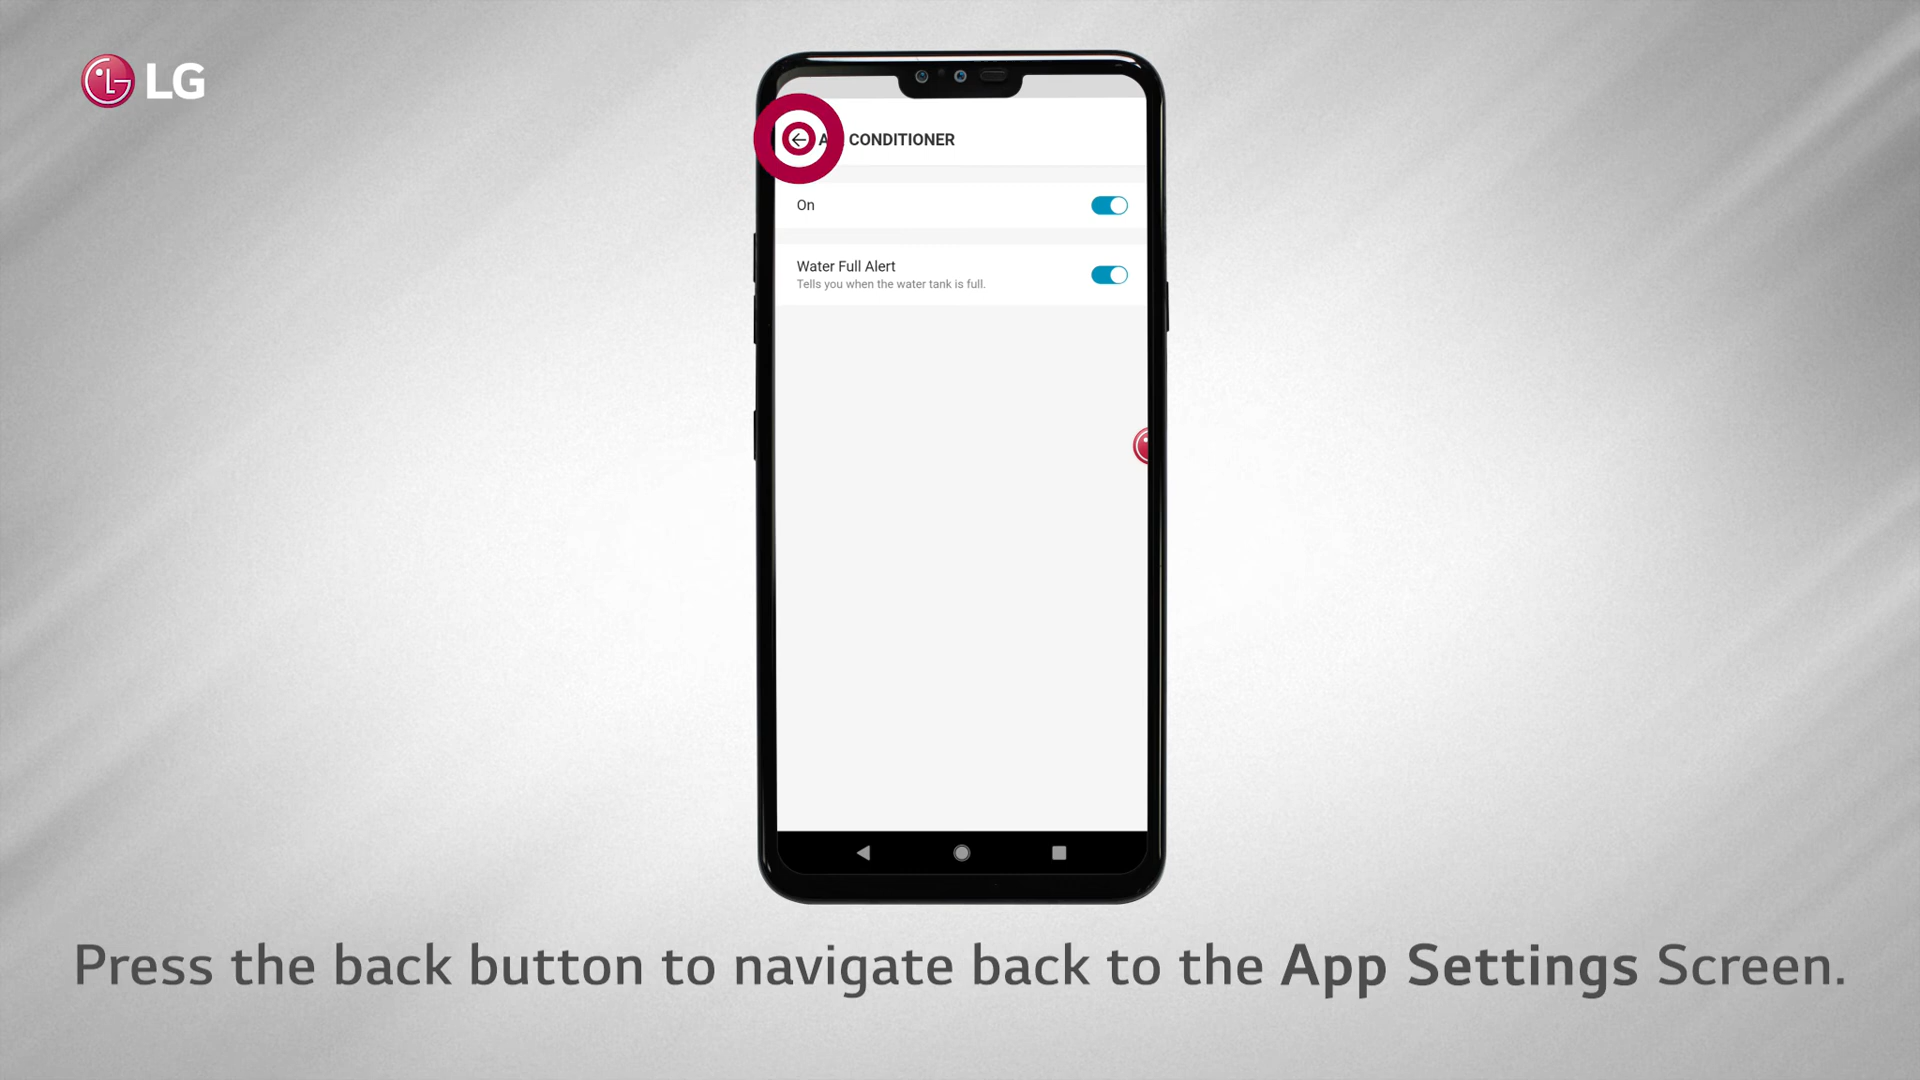 LG
CONDITIONER
On
Water Full Alert
Tells you when the water tank is full.
Press the back button to navigate back to the App Settings Screen.